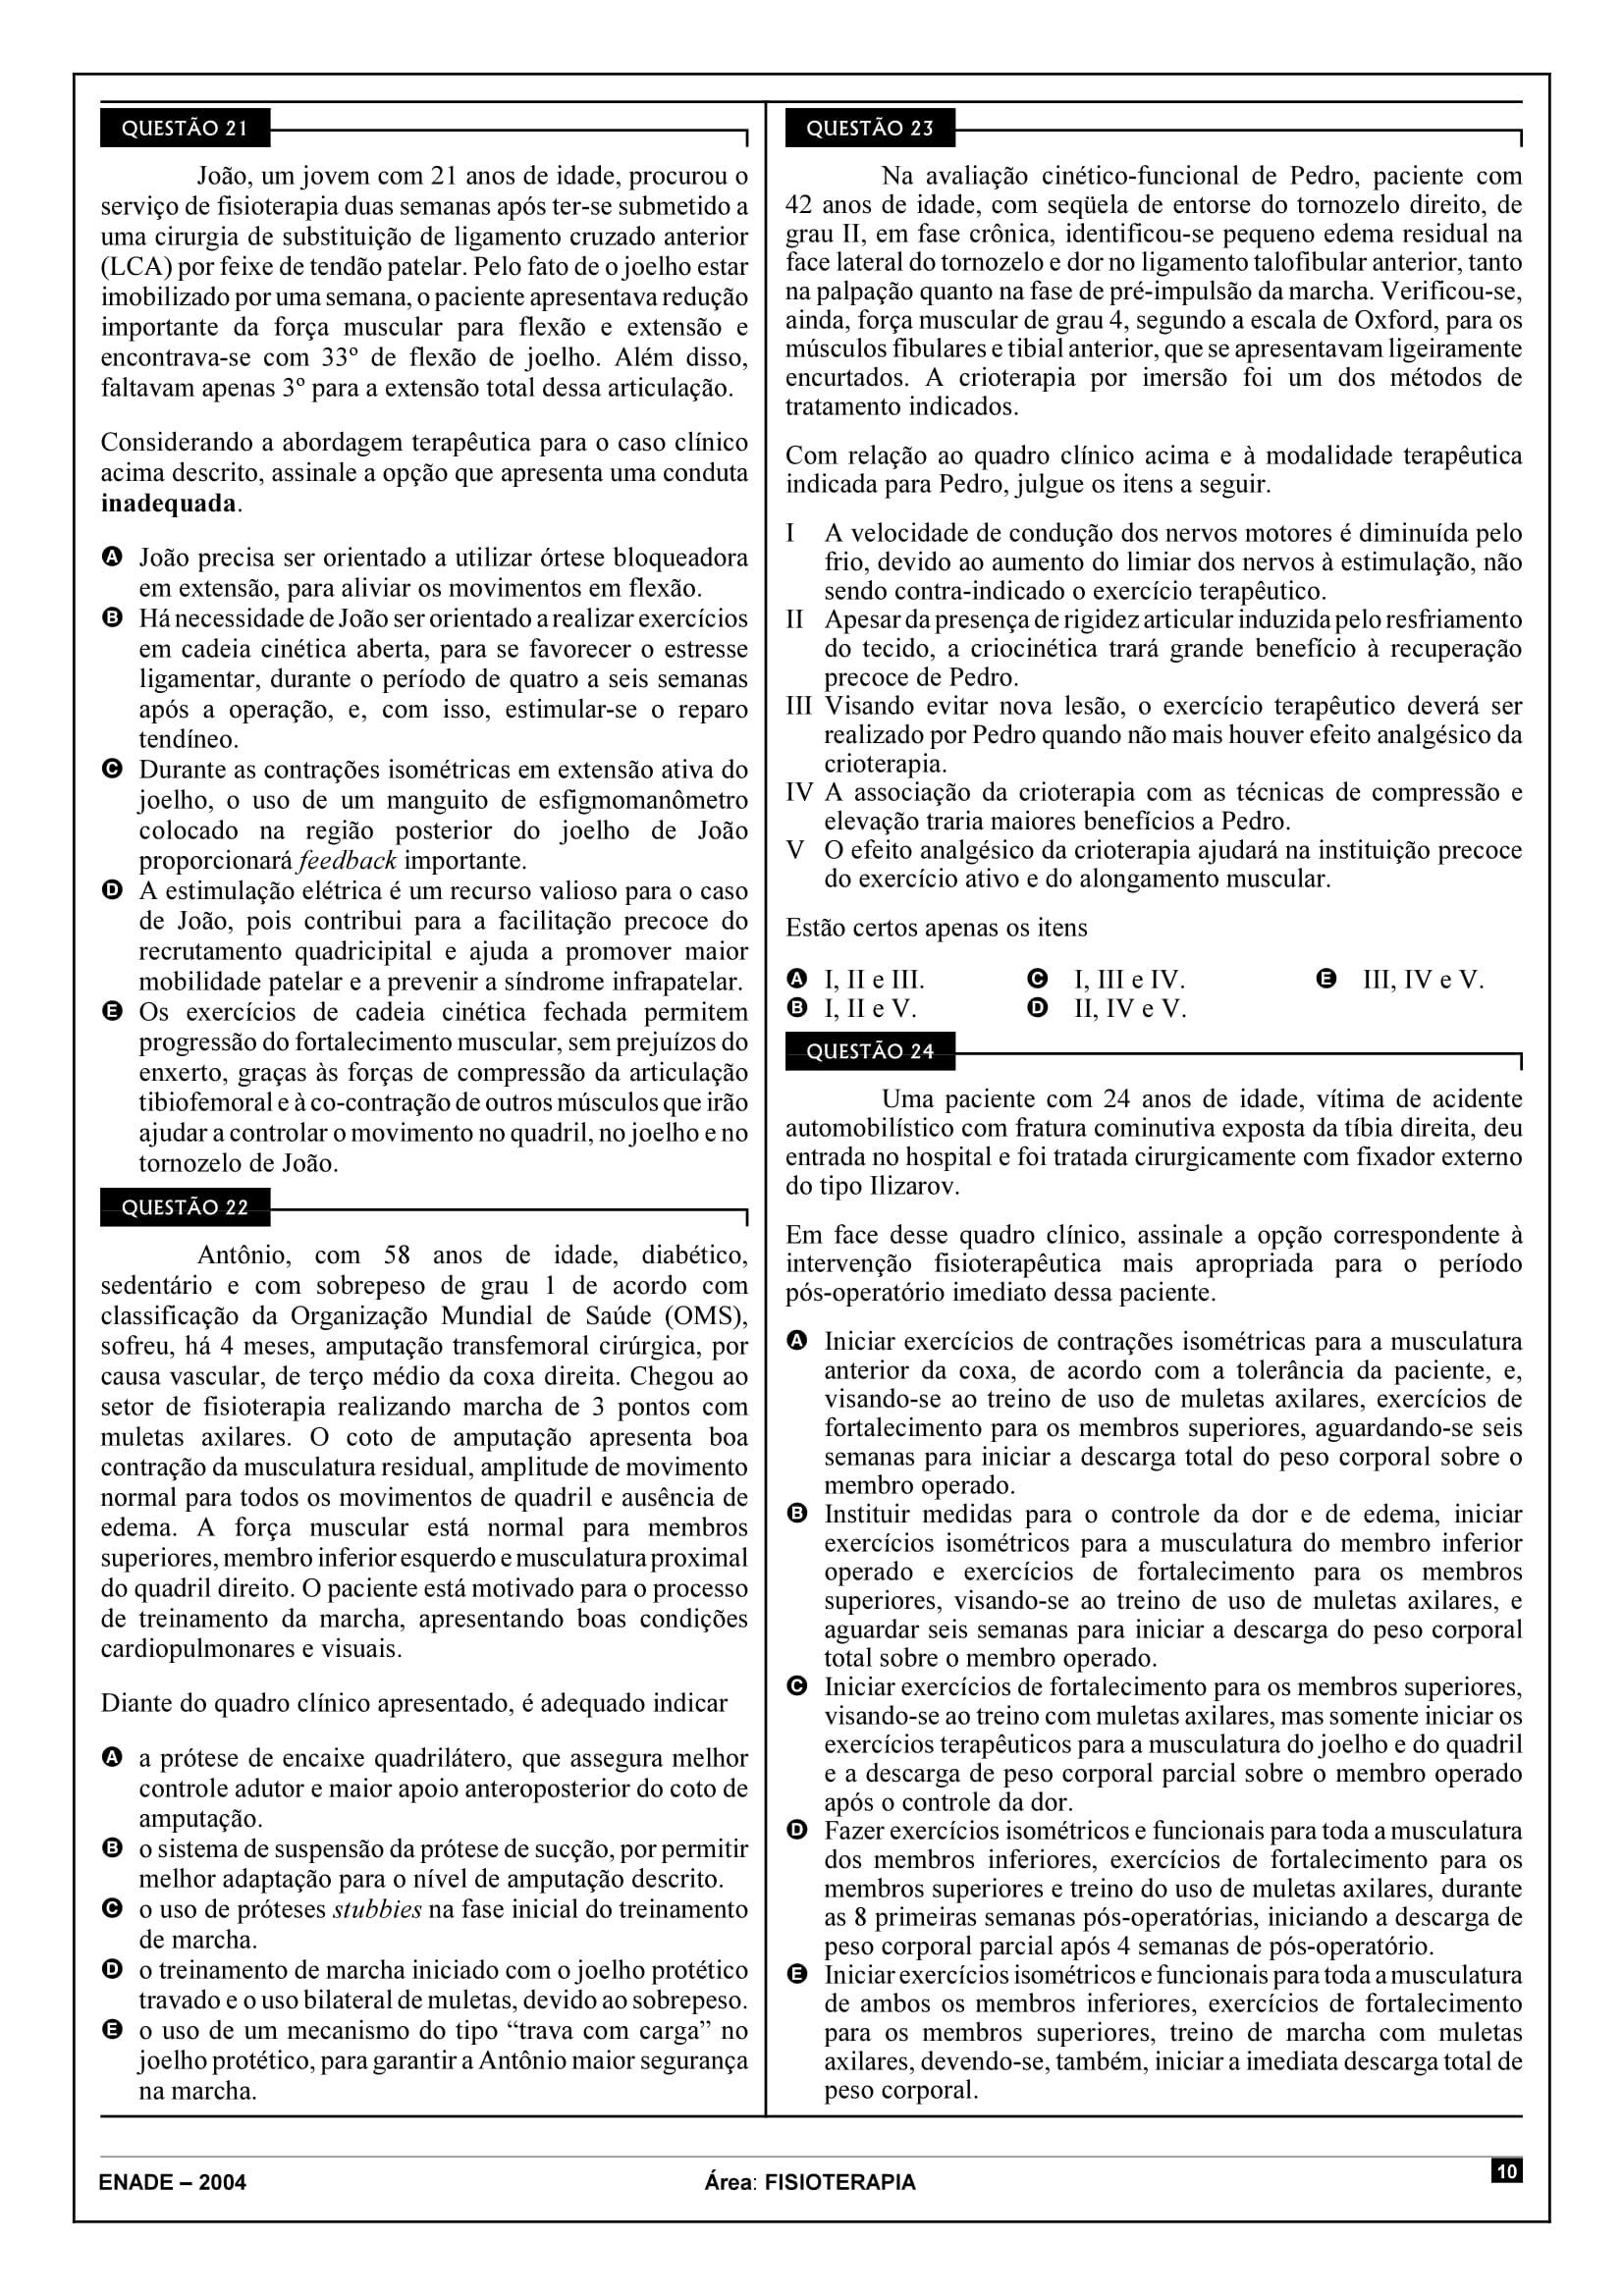 QUESTÃO 21
João, um jovem com 21 anos de idade, procurou o
serviço de fisioterapia duas semanas após ter-se submetido a
uma cirurgia de substituição de ligamento cruzado anterior
(LCA) por feixe de tendão patelar. Pelo fato de o joelho estar
imobilizado por uma semana, o paciente apresentava redução
importante da força muscular para flexão e extensão e
encontrava-se com 33º de flexão de joelho. Além disso,
faltavam apenas 3º para a extensão total dessa articulação.
Considerando a abordagem terapêutica para o caso clínico
acima descrito, assinale a opção que apresenta uma conduta
inadequada.
A João precisa ser orientado a utilizar órtese bloqueadora
em extensão, para aliviar os movimentos em flexão.
B Há necessidade de João ser orientado a realizar exercícios
em cadeia cinética aberta, para se favorecer o estresse
ligamentar, durante o período de quatro a seis semanas
após a operação, e, com isso, estimular-se o reparo
tendíneo.
C Durante as contrações isométricas em extensão ativa do
joelho, o uso de um manguito de esfigmomanômetro
colocado na região posterior do joelho de João
proporcionará feedback importante.
D A estimulação elétrica é um recurso valioso para o caso
de João, pois contribui para a facilitação precoce do
recrutamento quadricipital e ajuda a promover maior
mobilidade patelar e a prevenir a síndrome infrapatelar.
E Os exercícios de cadeia cinética fechada permitem
progressão do fortalecimento muscular, sem prejuízos do
enxerto, graças às forças de compressão da articulação
tibiofemoral e à co-contração de outros músculos que irão
ajudar a controlar o movimento no quadril, no joelho e no
tornozelo de João.
QUESTÃO 22
Antônio, com 58 anos de idade, diabético,
sedentário e com sobrepeso de grau 1 de acordo com
classificação da Organização Mundial de Saúde (OMS),
sofreu, há 4 meses, amputação transfemoral cirúrgica, por
causa vascular, de terço médio da coxa direita. Chegou ao
setor de fisioterapia realizando marcha de 3 pontos com
muletas axilares. O coto de amputação apresenta boa
contração da musculatura residual, amplitude de movimento
normal para todos os movimentos de quadril e ausência de
edema. A força muscular está normal para membros
superiores, membro inferior esquerdo e musculatura proximal
do quadril direito. O paciente está motivado para o processo
de treinamento da marcha, apresentando boas condições
cardiopulmonares e visuais.
Diante do quadro clínico apresentado, é adequado indicar
A a prótese de encaixe quadrilátero, que assegura melhor
controle adutor e maior apoio anteroposterior do coto de
amputação.
B o sistema de suspensão da prótese de sucção, por permitir
melhor adaptação para o nível de amputação descrito.
C o uso de próteses stubbies na fase inicial do treinamento
de marcha.
D o treinamento de marcha iniciado com o joelho protético
travado e o uso bilateral de muletas, devido ao sobrepeso.
E o uso de um mecanismo do tipo “trava com carga” no
joelho protético, para garantir a Antônio maior segurança
na marcha.
QUESTÃO 23
Na avaliação cinético-funcional de Pedro, paciente com
42 anos de idade, com seqüela de entorse do tornozelo direito, de
grau II, em fase crônica, identificou-se pequeno edema residual na
face lateral do tornozelo e dor no ligamento talofibular anterior, tanto
na palpação quanto na fase de pré-impulsão da marcha. Verificou-se,
ainda, força muscular de grau 4, segundo a escala de Oxford, para os
músculos fibulares e tibial anterior, que se apresentavam ligeiramente
encurtados. A crioterapia por imersão foi um dos métodos de
tratamento indicados.
Com relação ao quadro clínico acima e à modalidade terapêutica
indicada para Pedro, julgue os itens a seguir.
I A velocidade de condução dos nervos motores é diminuída pelo
frio, devido ao aumento do limiar dos nervos à estimulação, não
sendo contra-indicado o exercício terapêutico.
II Apesar da presença de rigidez articular induzida pelo resfriamento
do tecido, a criocinética trará grande benefício à recuperação
precoce de Pedro.
III Visando evitar nova lesão, o exercício terapêutico deverá ser
realizado por Pedro quando não mais houver efeito analgésico da
crioterapia.
IV A associação da crioterapia com as técnicas de compressão e
elevação traria maiores benefícios a Pedro.
V O efeito analgésico da crioterapia ajudará na instituição precoce
do exercício ativo e do alongamento muscular.
Estão certos apenas os itens
A I, II e III. C I, III e IV. E III, IV e V.
B I, II e V. D II, IV e V.
QUESTÃO 24
Uma paciente com 24 anos de idade, vítima de acidente
automobilístico com fratura cominutiva exposta da tíbia direita, deu
entrada no hospital e foi tratada cirurgicamente com fixador externo
do tipo Ilizarov.
Em face desse quadro clínico, assinale a opção correspondente à
intervenção fisioterapêutica mais apropriada para o período
pós-operatório imediato dessa paciente.
A Iniciar exercícios de contrações isométricas para a musculatura
anterior da coxa, de acordo com a tolerância da paciente, e,
visando-se ao treino de uso de muletas axilares, exercícios de
fortalecimento para os membros superiores, aguardando-se seis
semanas para iniciar a descarga total do peso corporal sobre o
membro operado.
B Instituir medidas para o controle da dor e de edema, iniciar
exercícios isométricos para a musculatura do membro inferior
operado e exercícios de fortalecimento para os membros
superiores, visando-se ao treino de uso de muletas axilares, e
aguardar seis semanas para iniciar a descarga do peso corporal
total sobre o membro operado.
C Iniciar exercícios de fortalecimento para os membros superiores,
visando-se ao treino com muletas axilares, mas somente iniciar os
exercícios terapêuticos para a musculatura do joelho e do quadril
e a descarga de peso corporal parcial sobre o membro operado
após o controle da dor.
D Fazer exercícios isométricos e funcionais para toda a musculatura
dos membros inferiores, exercícios de fortalecimento para os
membros superiores e treino do uso de muletas axilares, durante
as 8 primeiras semanas pós-operatórias, iniciando a descarga de
peso corporal parcial após 4 semanas de pós-operatório.
E Iniciar exercícios isométricos e funcionais para toda a musculatura
de ambos os membros inferiores, exercícios de fortalecimento
para os membros superiores, treino de marcha com muletas
axilares, devendo-se, também, iniciar a imediata descarga total de
peso corporal.
ENADE – 2004 Área: FISIOTERAPIA 10